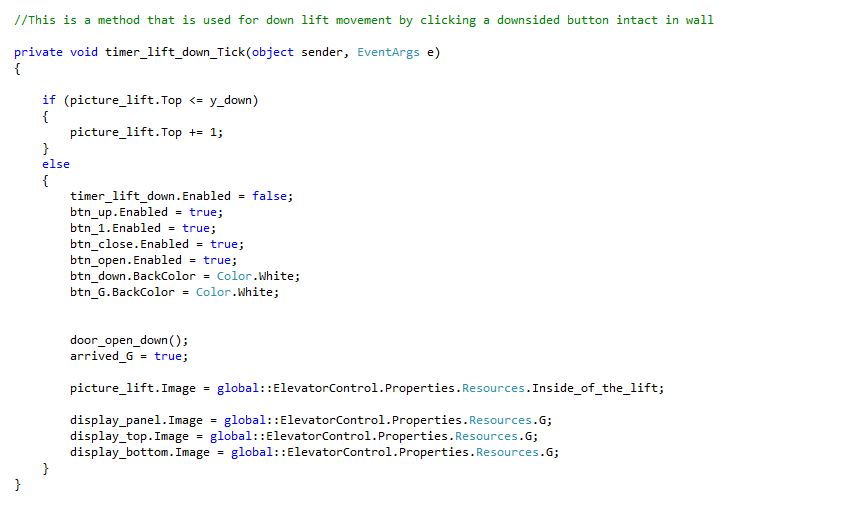 //This is a method that is used for down lift movement by clicking a downsided button intact in wall
private void timer_lift_down_Tick(object sender, EventArgs e)
{
if (picture_lift.Top <= y_down)
{
picture_lift.Top += 1;
}
else
{
timer_lift_down.Enabled = false;
btn_up.Enabled = true;
btn_1.Enabled = true;
btn_close.Enabled = true;
btn_open.Enabled = true;
btn_down.BackColor = Color.White;
btn_G.BackColor = Color.White;
door_open_down();
arrived_G = true;
picture_lift.Image = global::ElevatorControl.Properties.Resources.Inside_of_the_lift;
display_panel.Image = global::ElevatorControl.Properties.Resources.G;
display_top.Image = global::ElevatorControl.Properties.Resources.G;
display_bottom.Image = global::ElevatorControl.Properties.Resources.G;
}
}